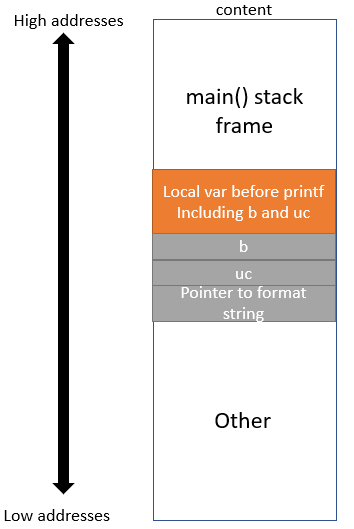 content
High addresses
main() stack
frame
Local var before printf
Including b and uc
b
uc
Pointer to format
string
Other
Low addresses